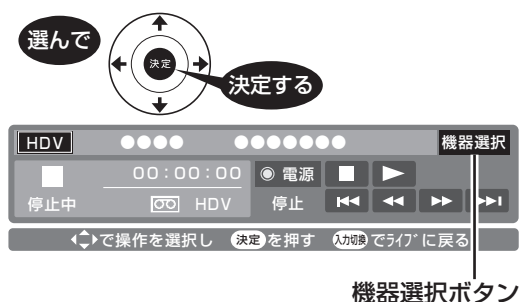 選んで
決定
決定する
HDV ●●●● ●●●●●●● 機器選択
00:00:00 電源
停止中 HDV 停止
で操作を選択し 決定を押す 入力切換でライブに戻る
機器選択ボタン